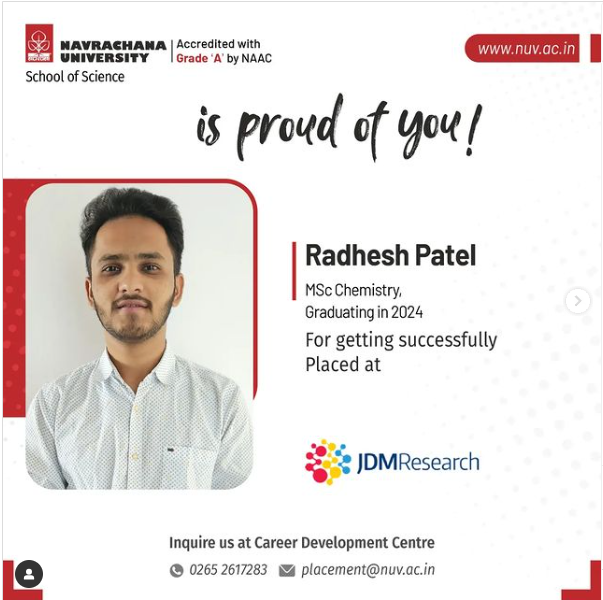 NAVRACHANA
UNIVERSITY
Accredited with
Grade 'A' by NAAC
School of Science
www.nuv.ac.in
is proud of you!
Radhesh Patel
MSc Chemistry,
Graduating in 2024
For getting successfully
Placed at
JDMResearch
Inquire us at Career Development Centre
0265 2617283 placement@nuv.ac.in